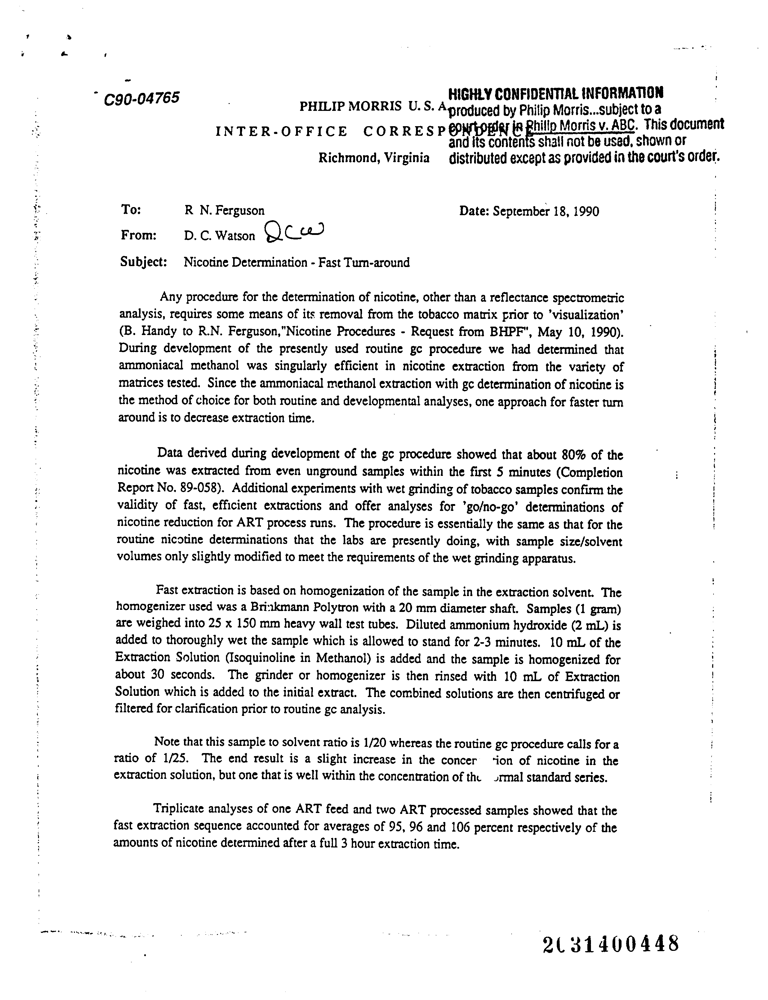 C90-04765
HIGHLY CONFIDENTIAL INFORMATION
PHILIP MORRIS U. S. A. produced by Philip Morris...subject to a
INTER-OFFICE CORRESP court order in Philip Morris v. ABC. This document
and its contents shall not be used, shown or
Richmond, Virginia distributed except as provided in the court's order.
To: R N. Ferguson Date: September 18, 1990
From: D. C. Watson DCW
Subject: Nicotine Determination - Fast Turn-around
Any procedure for the determination of nicotine, other than a reflectance spectrometric
analysis, requires some means of its removal from the tobacco matrix prior to 'visualization'
(B. Handy to R.N. Ferguson,"Nicotine Procedures - Request from BHPF", May 10, 1990).
During development of the presently used routine gc procedure we had determined that
ammoniacal methanol was singularly efficient in nicotine extraction from the variety of
matrices tested. Since the ammoniacal methanol extraction with gc determination of nicotine is
the method of choice for both routine and developmental analyses, one approach for faster turn
around is to decrease extraction time.
Data derived during development of the gc procedure showed that about 80% of the
nicotine was extracted from even unground samples within the first 5 minutes (Completion
Report No. 89-058). Additional experiments with wet grinding of tobacco samples confirm the
validity of fast, efficient extractions and offer analyses for 'go/no-go' determinations of
nicotine reduction for ART process runs. The procedure is essentially the same as that for the
routine nicotine determinations that the labs are presently doing, with sample size/solvent
volumes only slightly modified to meet the requirements of the wet grinding apparatus.
Fast extraction is based on homogenization of the sample in the extraction solvent. The
homogenizer used was a Brinkmann Polytron with a 20 mm diameter shaft. Samples (1 gram)
are weighed into 25 x 150 mm heavy wall test tubes. Diluted ammonium hydroxide (2 mL) is
added to thoroughly wet the sample which is allowed to stand for 2-3 minutes. 10 mL of the
Extraction Solution (Isoquinoline in Methanol) is added and the sample is homogenized for
about 30 seconds. The grinder or homogenizer is then rinsed with 10 mL of Extraction
Solution which is added to the initial extract. The combined solutions are then centrifuged or
filtered for clarification prior to routine gc analysis.
Note that this sample to solvent ratio is 1/20 whereas the routine gc procedure calls for a
ratio of 1/25. The end result is a slight increase in the concer ion of nicotine in the
extraction solution, but one that is well within the concentration of the rmal standard series.
Triplicate analyses of one ART feed and two ART processed samples showed that the
fast extraction sequence accounted for averages of 95, 96 and 106 percent respectively of the
amounts of nicotine determined after a full 3 hour extraction time.
2031400448